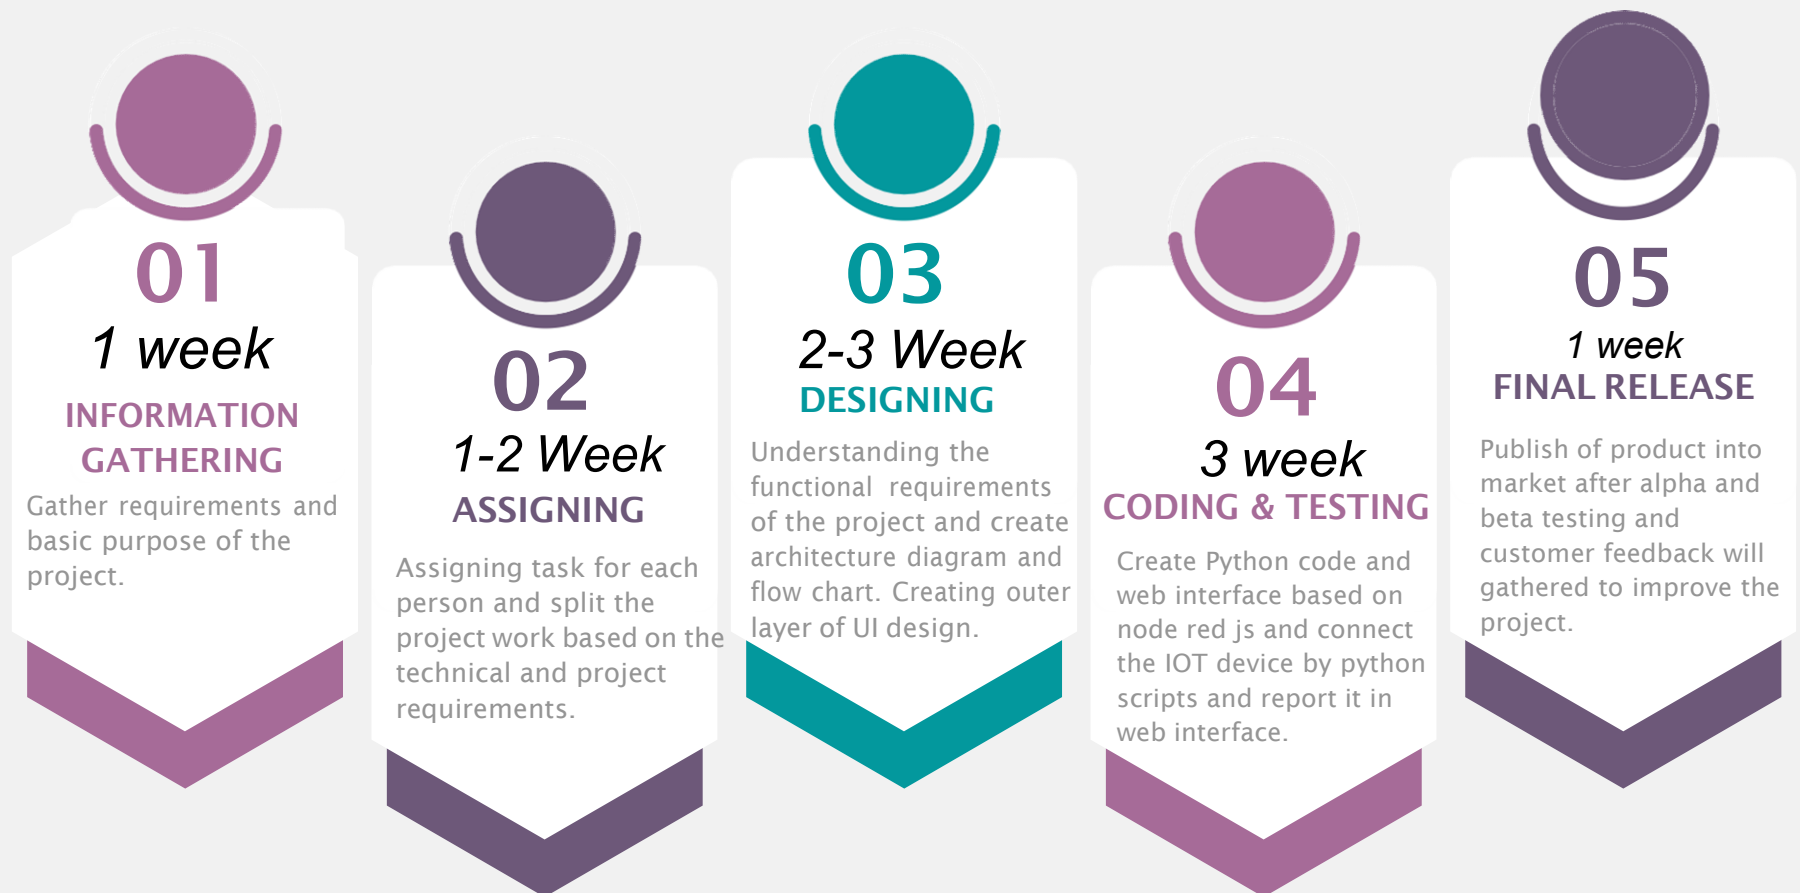 01
1 week
INFORMATION
GATHERING
Gather requirements and
basic purpose of the
project.
02
1-2 Week
ASSIGNING
Assigning task for each
person and split the
project work based on the
technical and project
requirements.
03
2-3 Week
DESIGNING
Understanding the
functional requirements
of the project and create
architecture diagram and
flow chart. Creating outer
layer of UI design.
04
3 week
CODING & TESTING
Create Python code and
web interface based on
node red js and connect
the IOT device by python
scripts and report it in
web interface.
05
1 week
FINAL RELEASE
Publish of product into
market after alpha and
beta testing and
customer feedback will
gathered to improve the
project.